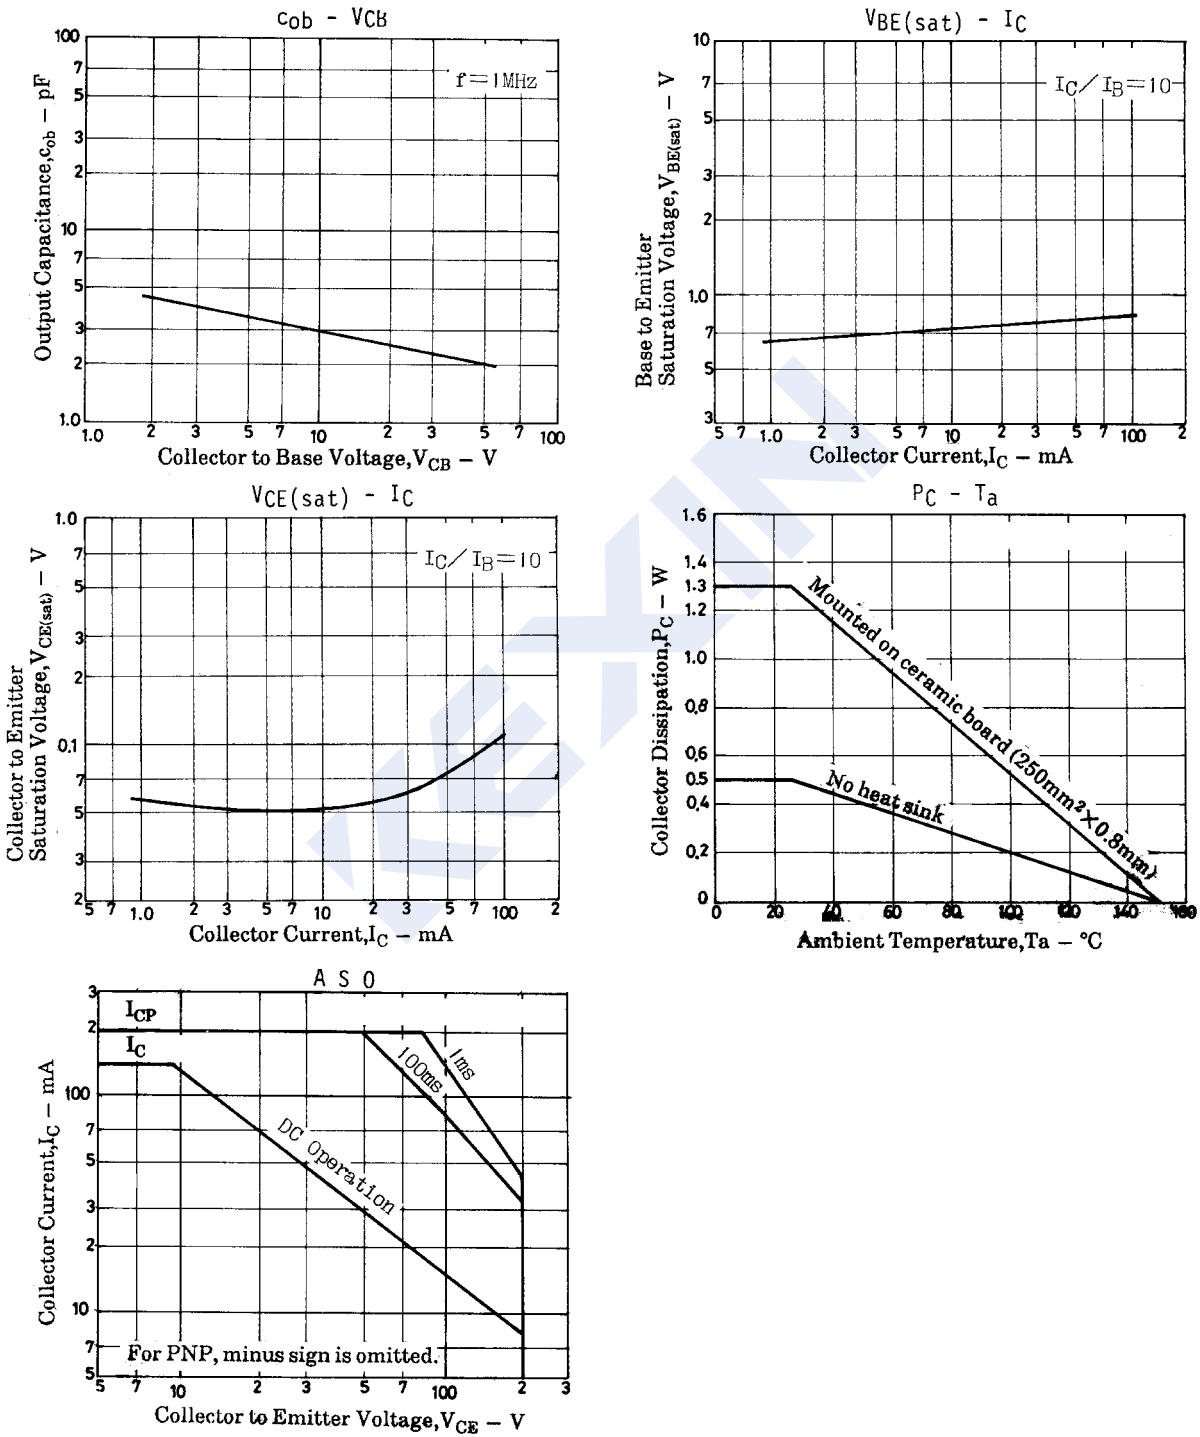 cob - VCB
Output Capacitance,cob – pF
100
7
5
3
2
10
7
5
3
2
1.0
f=1MHz
1.0 2 3 5 7 10 2 3 5 7 100
Collector to Base Voltage,VCB – V
VBE(sat) - IC
Base to Emitter
Saturation Voltage,VBE(sat) – V
10
7
5
3
2
1.0
7
5
3
IC/IB=10
5 7 1.0 2 3 5 7 10 2 3 5 7 100 2
Collector Current,IC – mA
VCE(sat) - IC
Collector to Emitter
Saturation Voltage,VCE(sat) – V
1.0
7
5
3
2
0.1
7
5
3
2
IC/IB=10
5 7 1.0 2 3 5 7 10 2 3 5 7 100 2
Collector Current,IC – mA
PC - Ta
Collector Dissipation,PC – W
1.6
1.4
1.3
1.2
1.0
0.8
0.6
0.5
0.4
0.2
0
Mounted on ceramic board (250mm²×0.8mm)
No heat sink
0 20 40 60 80 100 120 140 160
Ambient Temperature,Ta – °C
A S O
Collector Current,IC – mA
3
2
100
7
5
3
2
10
7
5
ICP
IC
1ms
100ms
DC Operation
For PNP, minus sign is omitted.
5 7 10 2 3 5 7 100 2 3
Collector to Emitter Voltage,VCE – V
KEXIN